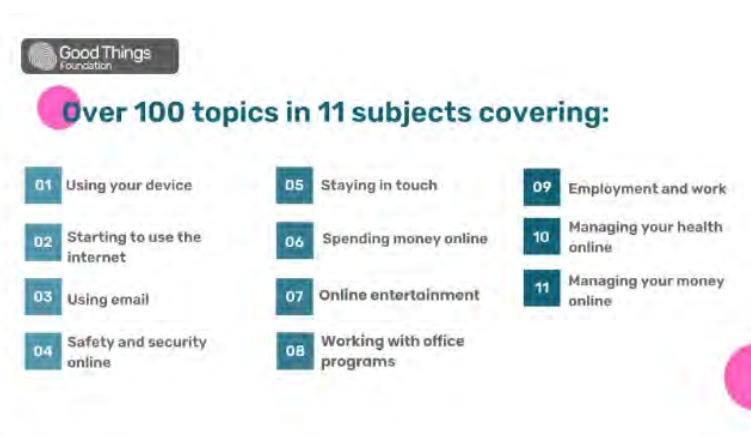 Good Things
Foundation
Over 100 topics in 11 subjects covering:
01 Using your device
02 Starting to use the
internet
03 Using email
04 Safety and security
online
05 Staying in touch
06 Spending money online
07 Online entertainment
08 Working with office
programs
09 Employment and work
10 Managing your health
online
11 Managing your money
online